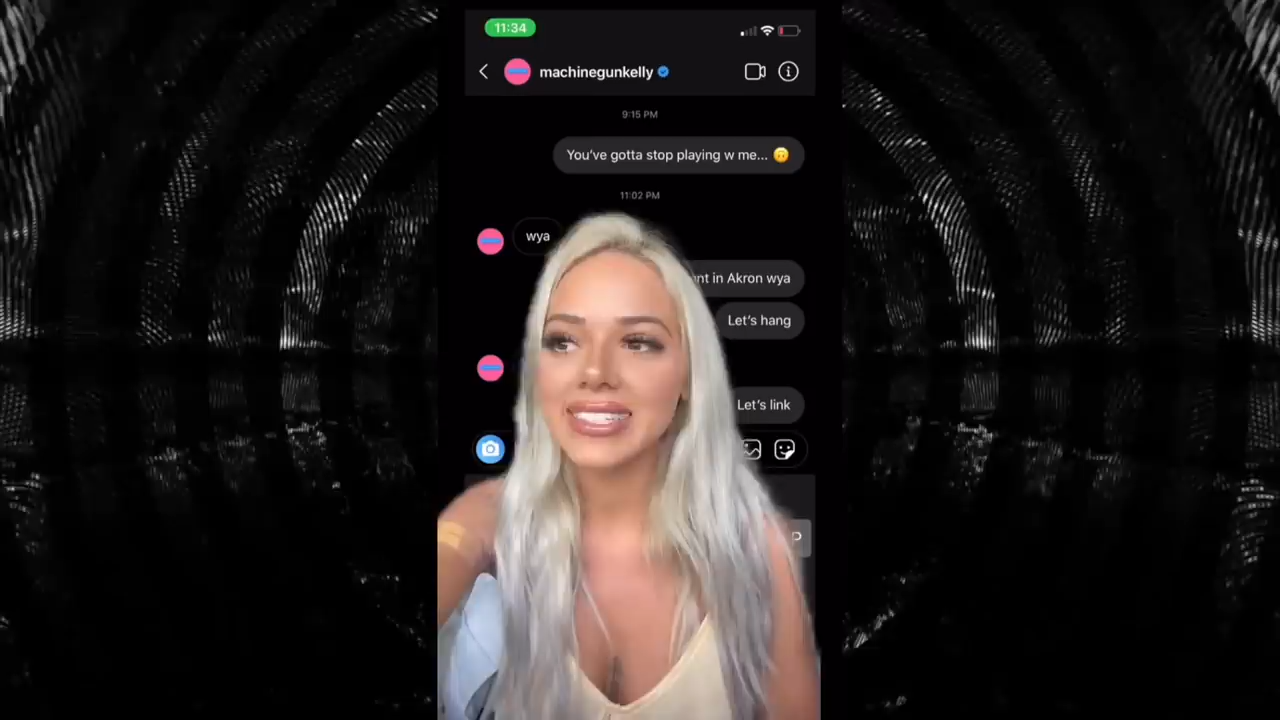 11:34
machinegunkelly
9:15 PM
You've gotta stop playing w me... 🙃
11:02 PM
wya
in Akron wya
Let's hang
Let's link
P